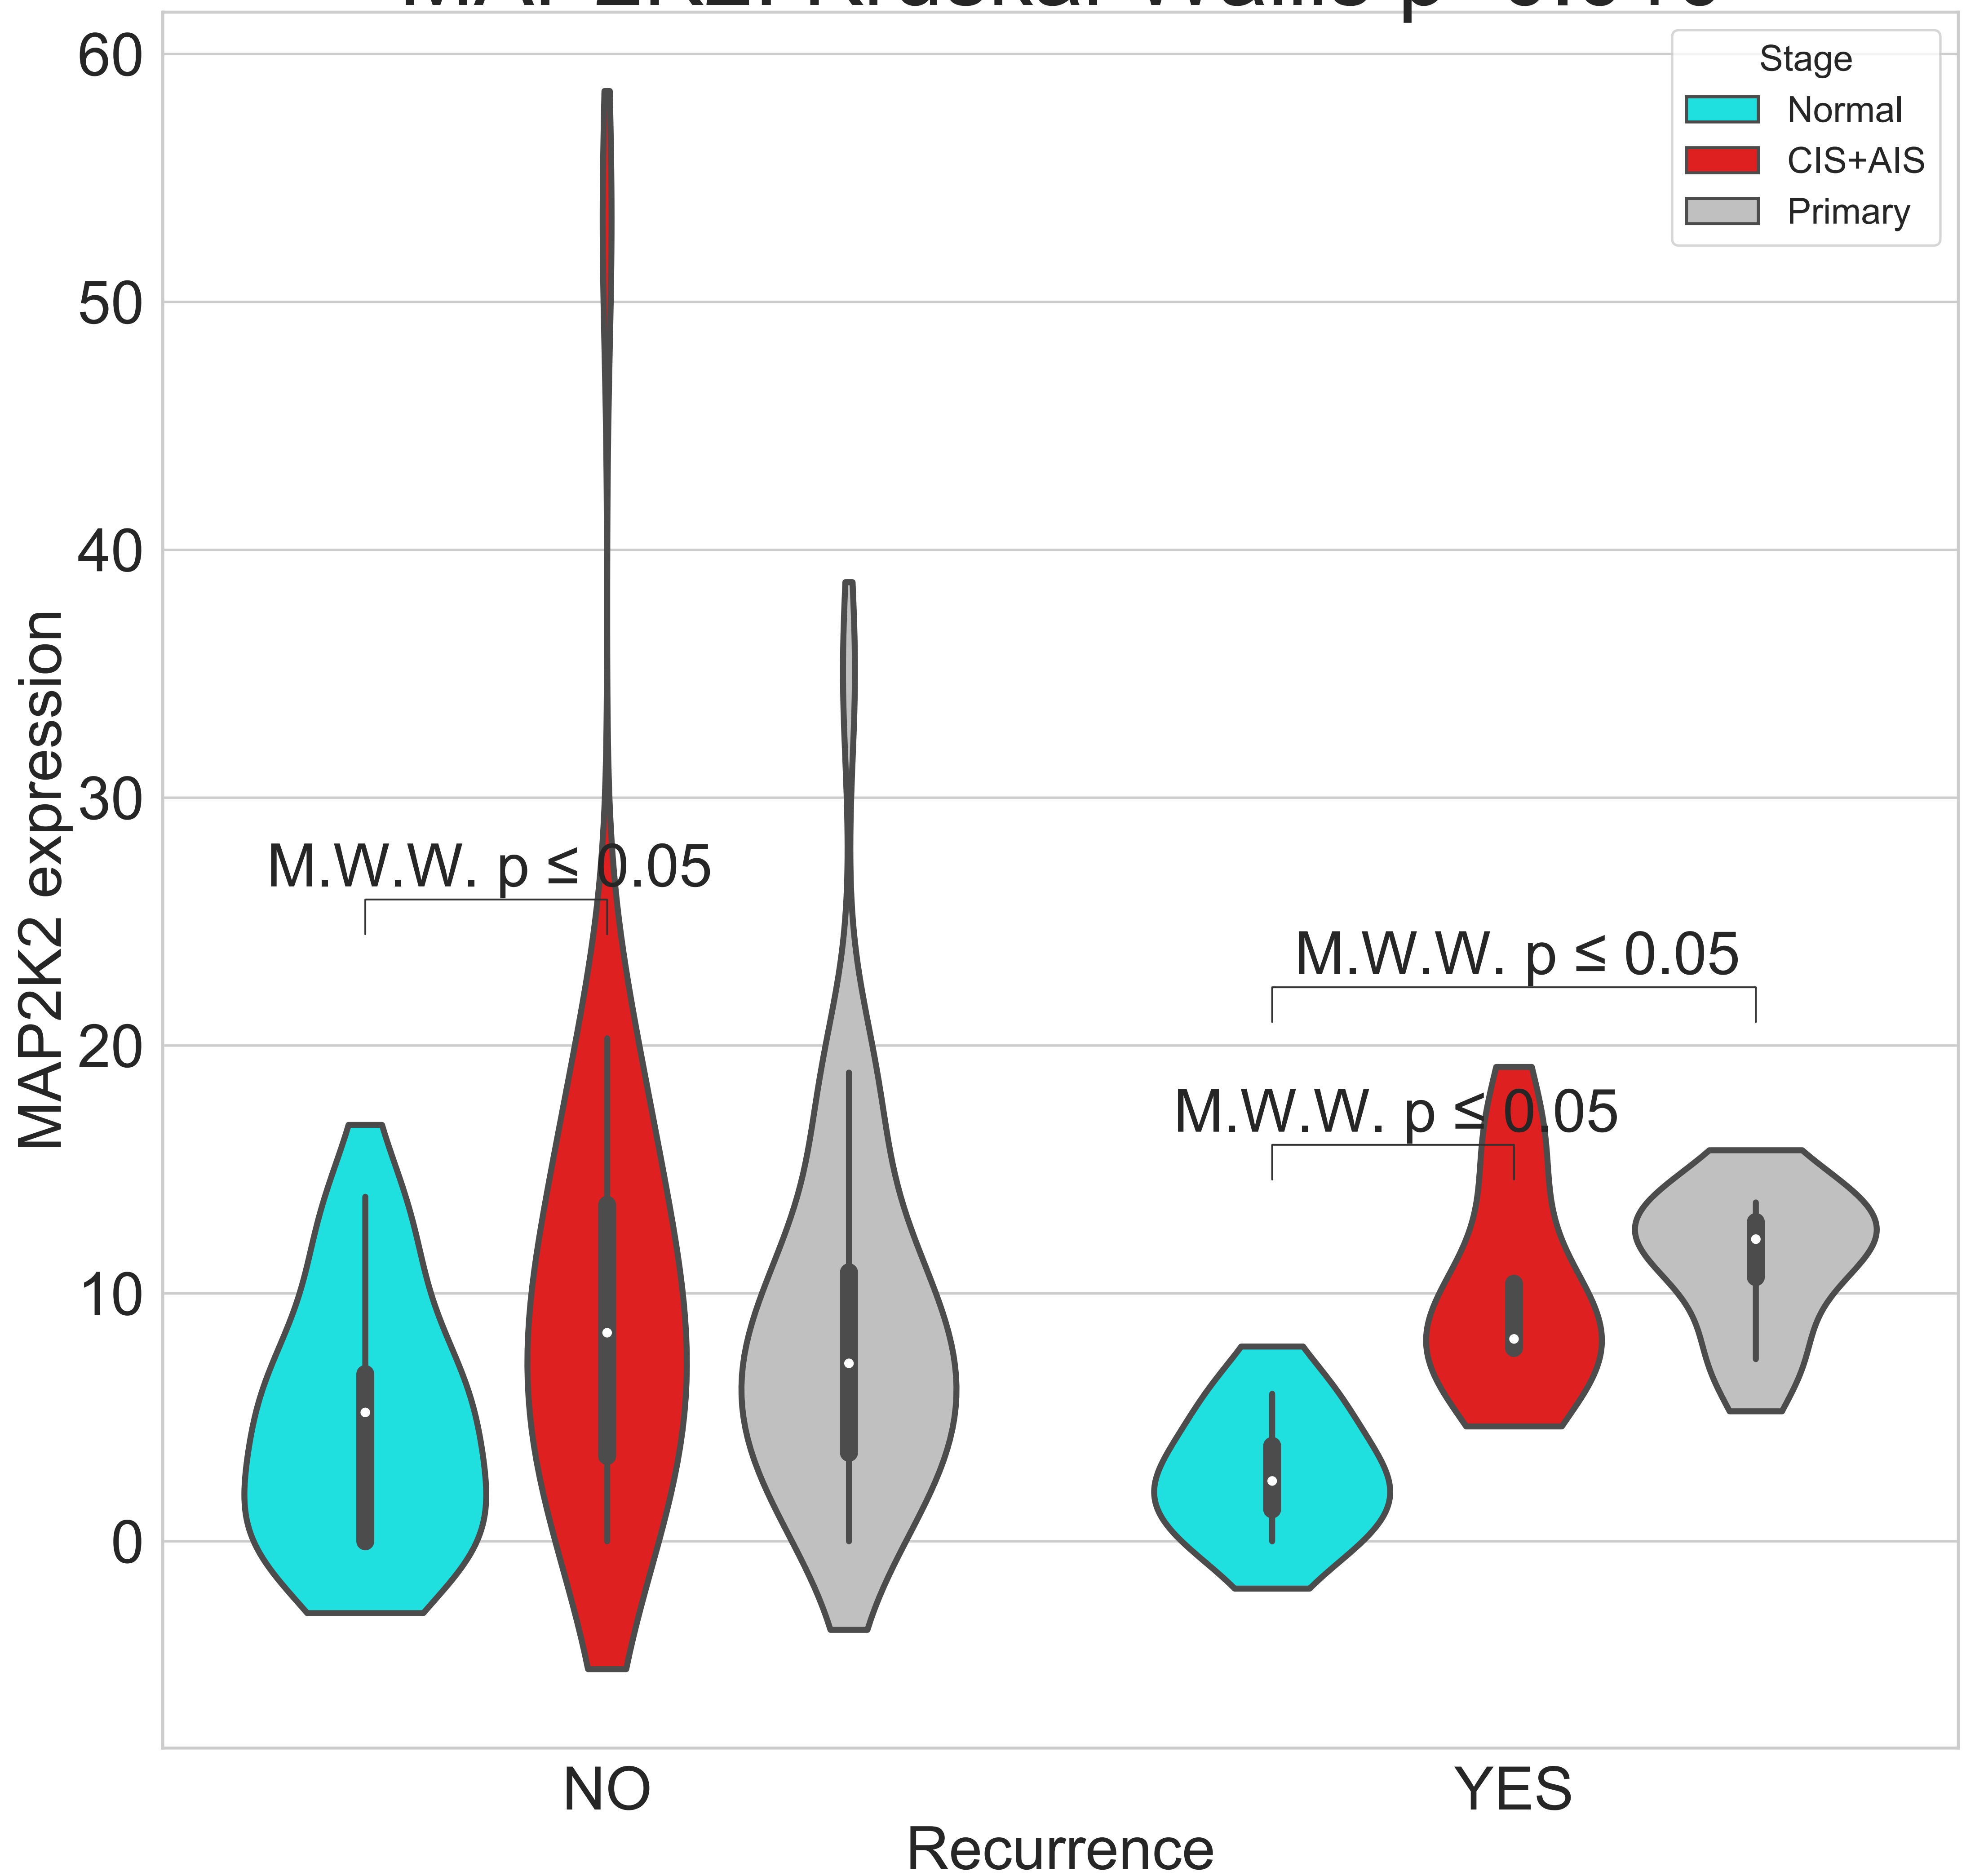 60
50
40
30
20
10
0
MAP2K2 expression
Stage
Normal
CIS+AIS
Primary
M.W.W. p ≤ 0.05
M.W.W. p ≤ 0.05
M.W.W. p ≤ 0.05
NO
YES
Recurrence